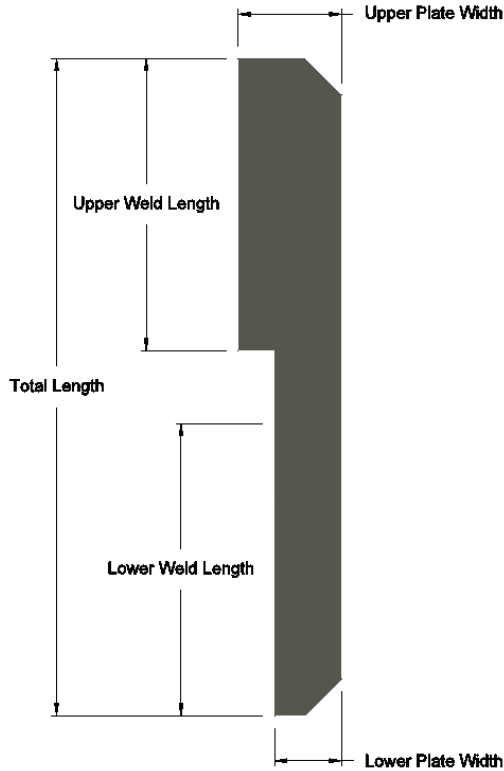 Upper Plate Width
Upper Weld Length
Total Length
Lower Weld Length
Lower Plate Width